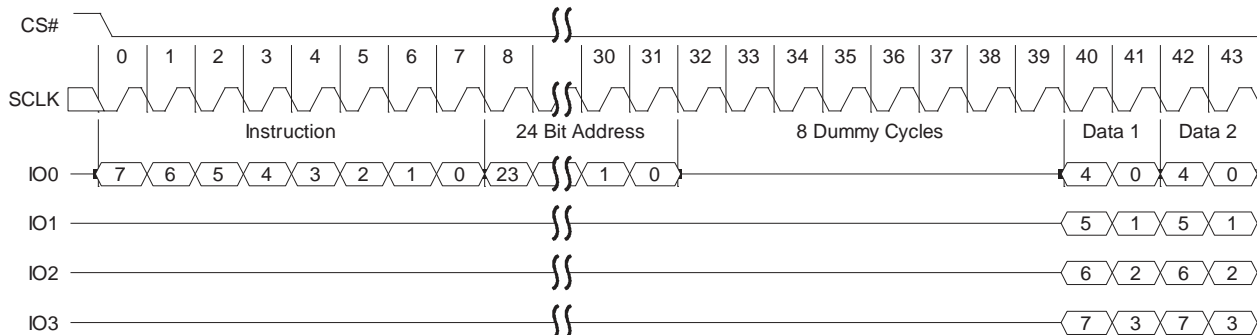 CS#
0 1 2 3 4 5 6 7 8 30 31 32 33 34 35 36 37 38 39 40 41 42 43
SCLK
Instruction 24 Bit Address 8 Dummy Cycles Data 1 Data 2
IO0 7 6 5 4 3 2 1 0 23 1 0 4 0 4 0
IO1 5 1 5 1
IO2 6 2 6 2
IO3 7 3 7 3